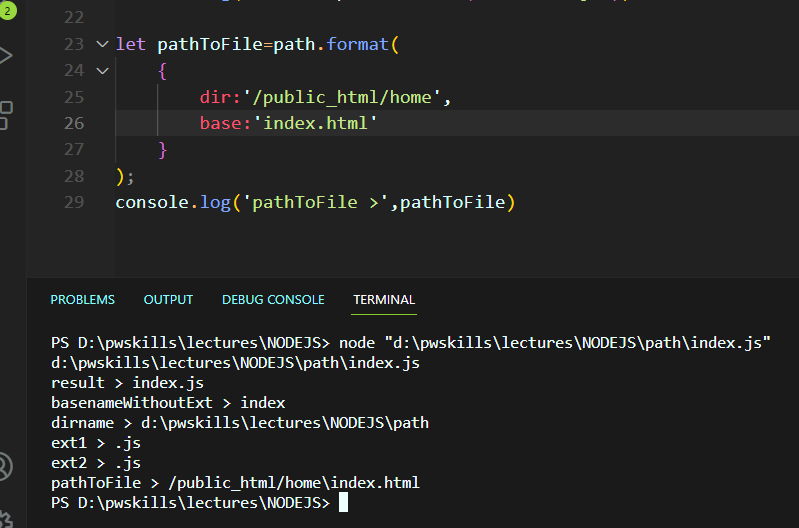 2
22
23 let pathToFile=path.format(
24 {
25 dir:'/public_html/home',
26 base:'index.html'
27 }
28 );
29 console.log('pathToFile >',pathToFile)
PROBLEMS OUTPUT DEBUG CONSOLE TERMINAL
PS D:\pwskills\lectures\NODEJS> node "d:\pwskills\lectures\NODEJS\path\index.js"
d:\pwskills\lectures\NODEJS\path\index.js
result > index.js
basenameWithoutExt > index
dirname > d:\pwskills\lectures\NODEJS\path
ext1 > .js
ext2 > .js
pathToFile > /public_html/home\index.html
PS D:\pwskills\lectures\NODEJS>